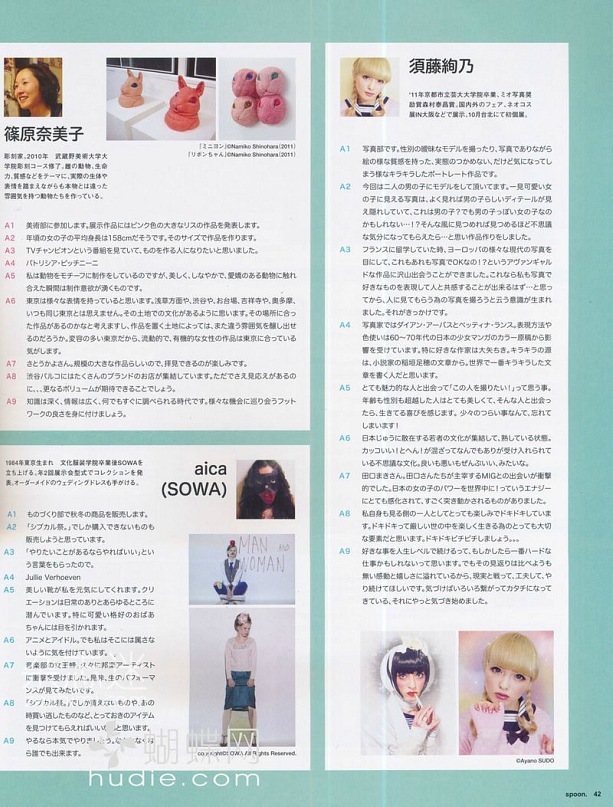 篠原奈美子
彫刻家。2010年 武蔵野美術大学大
学院彫刻コース修了。雌の動物、生命
力、質感などをテーマに、実際の生体や
表情を踏まえながらも本物とは違った
雰囲気を持つ動物を作っている。
「ミニヨン」©Namiko Shinohara(2011)
「リボンちゃん」©Namiko Shinohara(2011)
A1 美術部に参加します。展示作品にはピンク色の大きなリスの作品を発表します。
A2 年頃の女の子の平均身長は158cmだそうです。そのサイズで作品を作ります。
A3 TVチャンピオンという番組を見ていて、ものを作る人になりたいと思いました。
A4 パトリシア・ピッチニーニ
A5 私は動物をモチーフに制作をしているのですが、美しく、しなやかで、愛嬌のある動物に触れ
合えた瞬間は制作意欲が湧くものです。
A6 東京は様々な表情を持っていると思います。浅草方面や、渋谷や、お台場、吉祥寺や、奥多摩、
いつも同じ東京とは思えません。その土地での文化があるように思います。その場所に合っ
た作品があるのかなと考えますし、作品を置く土地によっては、また違う雰囲気を醸し出せ
るのだろうか。変容の多い東京だから、流動的で、有機的な女性の作品は東京に合っている
気がします。
A7 さとうかよさん。規模の大きな作品らしいので、拝見できるのが楽しみです。
A8 渋谷パルコにはたくさんのブランドのお店が集結しています。ただでさえ見応えがあるの
に、、、更なるボリュームが期待できることでしょう。
A9 知識は深く、情報は広く、何でもすぐに調べられる時代です。様々な機会に巡り会うフット
ワークの良さを身に付けましょう。
1984年東京生まれ 文化服装学院卒業後SOWAを
立ち上げる。年2回展示会型式でコレクションを発
表。オーダーメイドのウェディングドレスも手がける。
aica
(SOWA)
A1 ものづくり部で秋冬の商品を販売します。
A2 「シブカル祭。」でしか購入できないものも
販売しようと思っています。
A3 「やりたいことがあるならやればいい」とい
う言葉をもらったので。
A4 Jullie Verhoeven
A5 美しい靴が私を元気にしてくれます。クリ
エーションは日常のありとあらゆるところに
潜んでいます。特に可愛い格好のおばあ
ちゃんには目を引かれます。
A6 アニメとアイドル。でも私はそこには属さな
いように気を付けています。
A8 「シブカル祭。」でしか買えないものや、あの
時買い逃したものなど、とっておきのアイテム
を見つけてもらえればいいなと思います。
ら誰でも出来ます。
MAN AND
WOMAN
copyright©SOWA All Rights Reserved.
須藤絢乃
'11年京都市立芸大大学院卒業、ミオ写真奨
励賞森村泰昌賞。国内外のフェア、ネオコス
展IN大阪などで展示。10月台北にて初個展。
A1 写真部です。性別の曖昧なモデルを撮ったり、写真でありながら
絵の様な質感を持った、実態のつかめない、だけど気になってしま
う様なキラキラしたポートレート作品です。
A2 今回は二人の男の子にモデルをして頂いてます。一見可愛い女
の子に見える写真は、よく見れば男の子らしいディテールが見
え隠れしていて、これは男の子？でも男の子っぽい女の子なの
かもしれない…！？そんな風に見つめれば見つめるほど不思議
な気分になってもらえたら…と思い作品作りをしました。
A3 フランスに留学していた時、ヨーロッパの様々な現代の写真を
目にして、これもあれも写真でOKなの！？というアヴァンギャル
ドな作品に沢山出会うことができました。これなら私も写真で
好きなものを表現して人と共感することが出来るはず…と思っ
てから、人に見てもらう為の写真を撮ろうと云う意識が生まれ
ました。それがきっかけです。
A4 写真家ではダイアン・アーバスとベッティナ・ランス。表現方法や
色使いは60～70年代の日本の少女マンガのカラー原稿から影
響を受けています。特に好きな作家は大矢ちき。キラキラの源
は、小説家の稲垣足穂の文章から。世界で一番キラキラした文
章を書く人だと思います。
A5 とても魅力的な人と出会って「この人を撮りたい！」って思う事。
年齢も性別も超越した人はとても美しくて、そんな人と出会っ
たら、生きてる喜びを感じます。少々のつらい事なんて、忘れて
しまいます！
A6 日本じゅうに散在する若者の文化が集結して、熟している状態。
カッコいい！とへん！が混ざってなんでもありが受け入れられて
いる不思議な文化。良いも悪いもぜんぶいい、みたいな。
A7 田口まきさん。田口さんたちが主宰するMIGとの出会いが衝撃
的でした。日本の女の子のパワーを世界中に！っていうエナジー
にとても感化されて、すごく突き動かされるものがありました。
A8 私自身も見る側の一人としてとっても楽しみでドキドキしていま
す。ドキドキって厳しい世の中を楽しく生きる為のとっても大切
な要素だと思います。ドキドキビチビチしましょう。。。
A9 好きな事を人生レベルで続けるって、もしかしたら一番ハードな
仕事かもしれないって思います。でもその見返りは比べようも
無い感動と嬉しさに溢れているから、現実と戦って、工夫して、や
り続けてほしいです。気づけばいろいろ繋がってカタチになって
きている、それにやっと気づき始めました。
©Ayano SUDO
蝴蝶网
hudie.com
spoon. 42